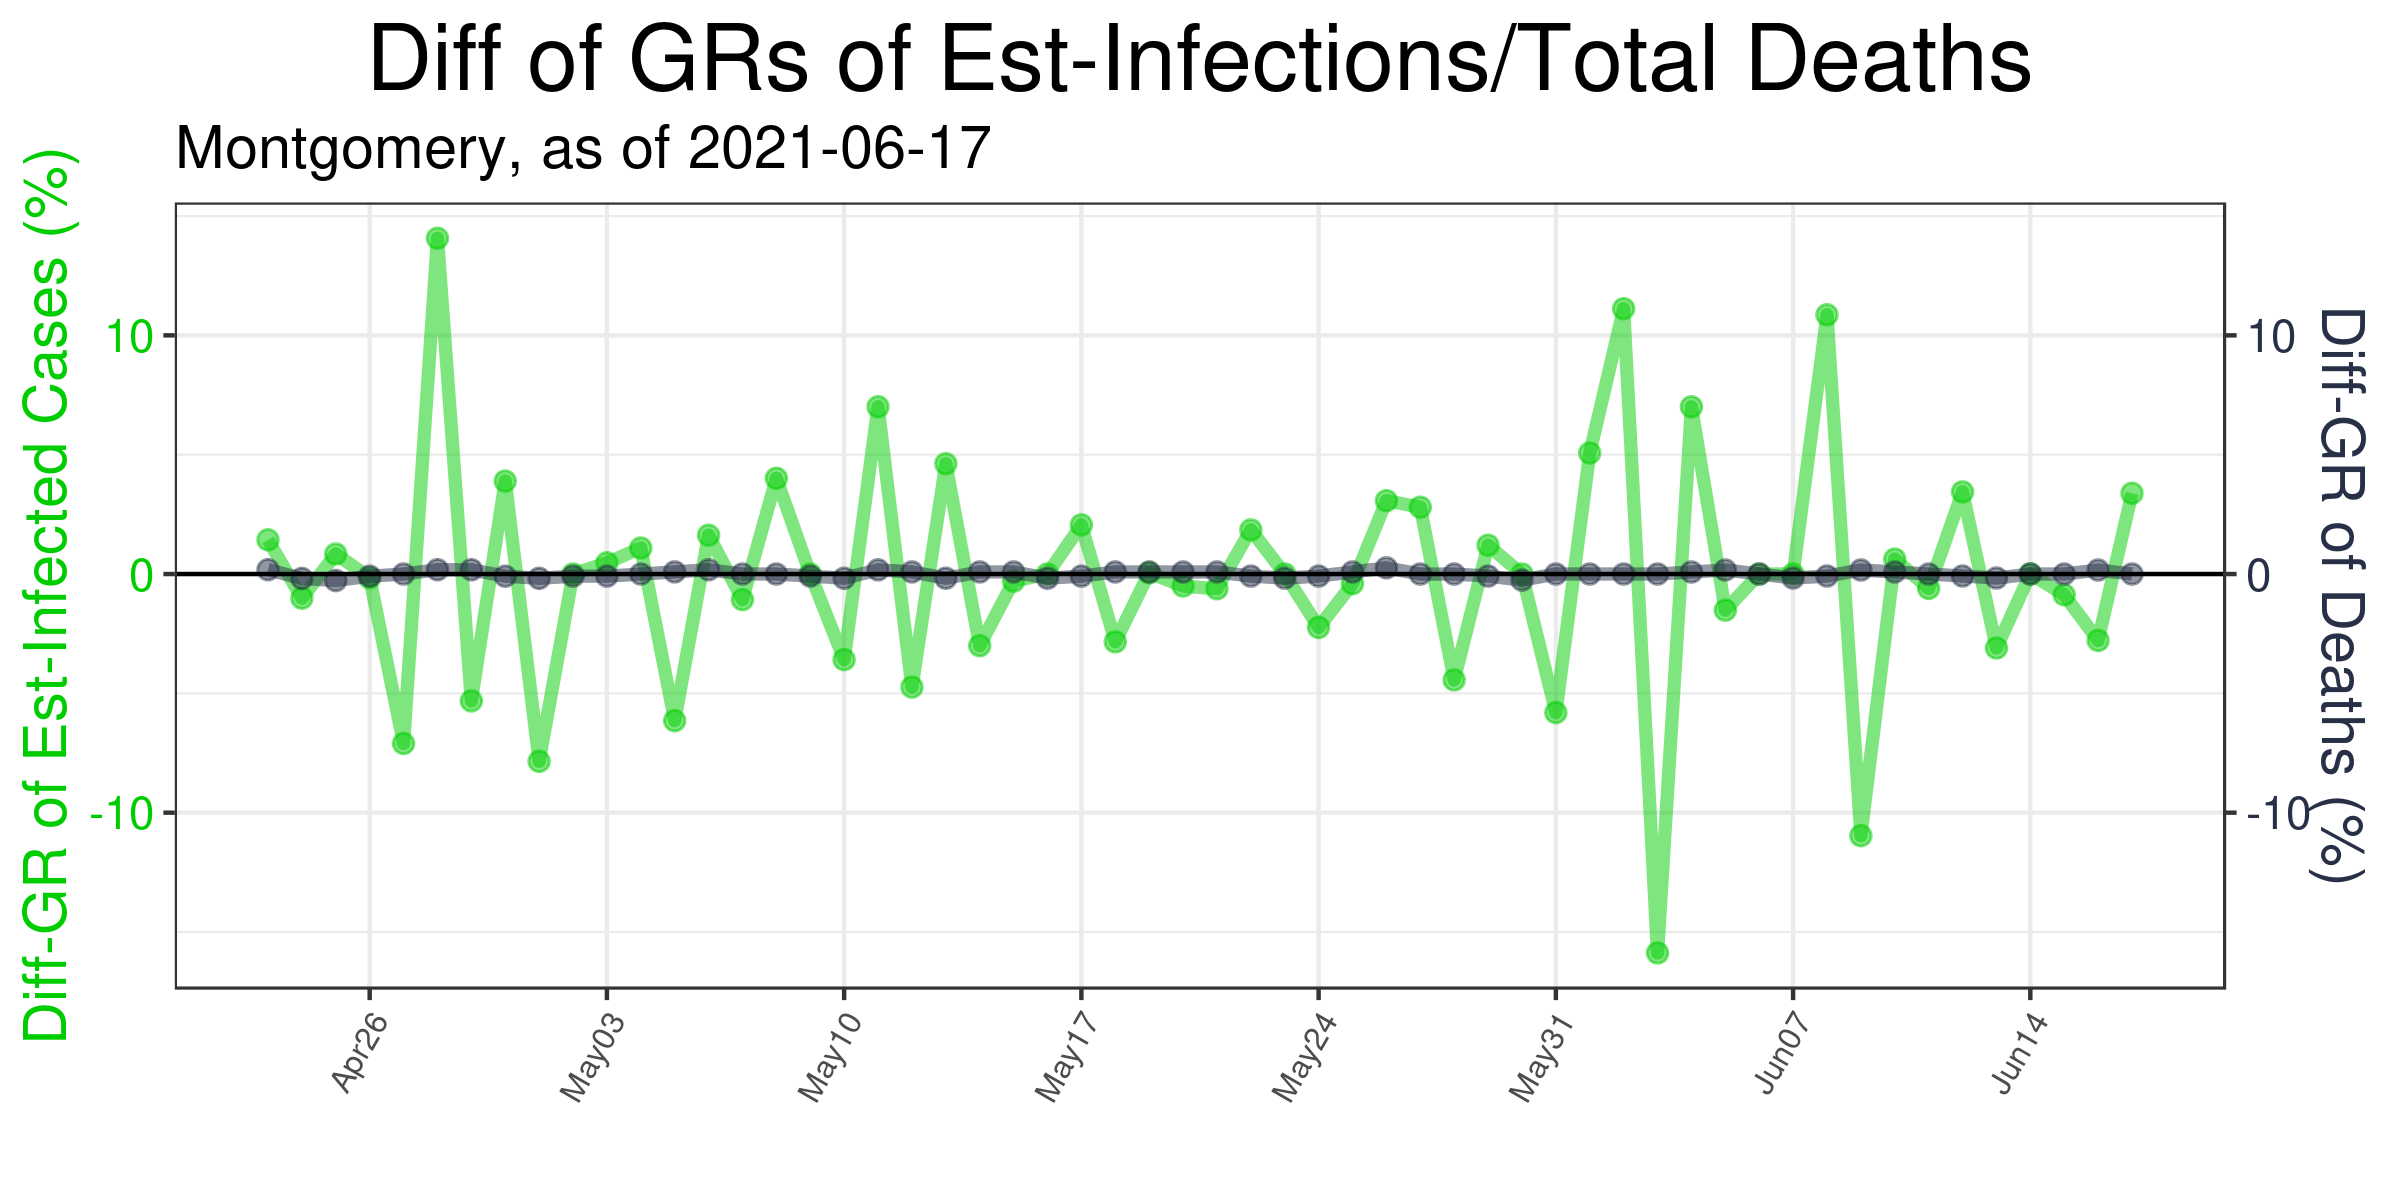 Diff of GRs of Est-Infections/Total Deaths
Montgomery, as of 2021-06-17
Diff-GR of Est-Infected Cases (%)
10
0
-10
10
0
-10
Diff-GR of Deaths (%)
Apr26
May03
May10
May17
May24
May31
Jun07
Jun14